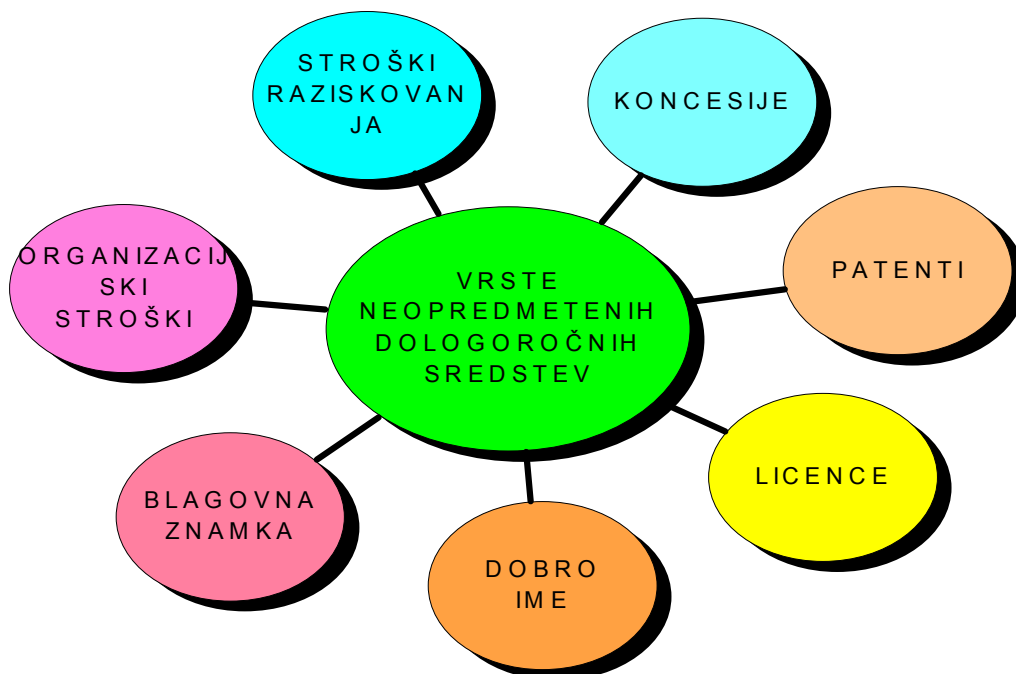 STROŠKI
RAZISKOVAN
JA
KONCESIJE
ORGANIZACIJ
SKI
STROŠKI
VRSTE
NEOPREDMETENIH
DOLOGOROČNIH
SREDSTEV
PATENTI
BLAGOVNA
ZNAMKA
LICENCE
DOBRO
IME